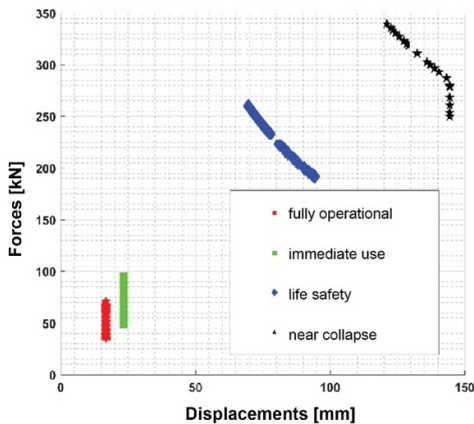 350
300
250
200
150
100
50
0
Forces [kN]
fully operational
immediate use
life safety
near collapse
0 50 100 150
Displacements [mm]